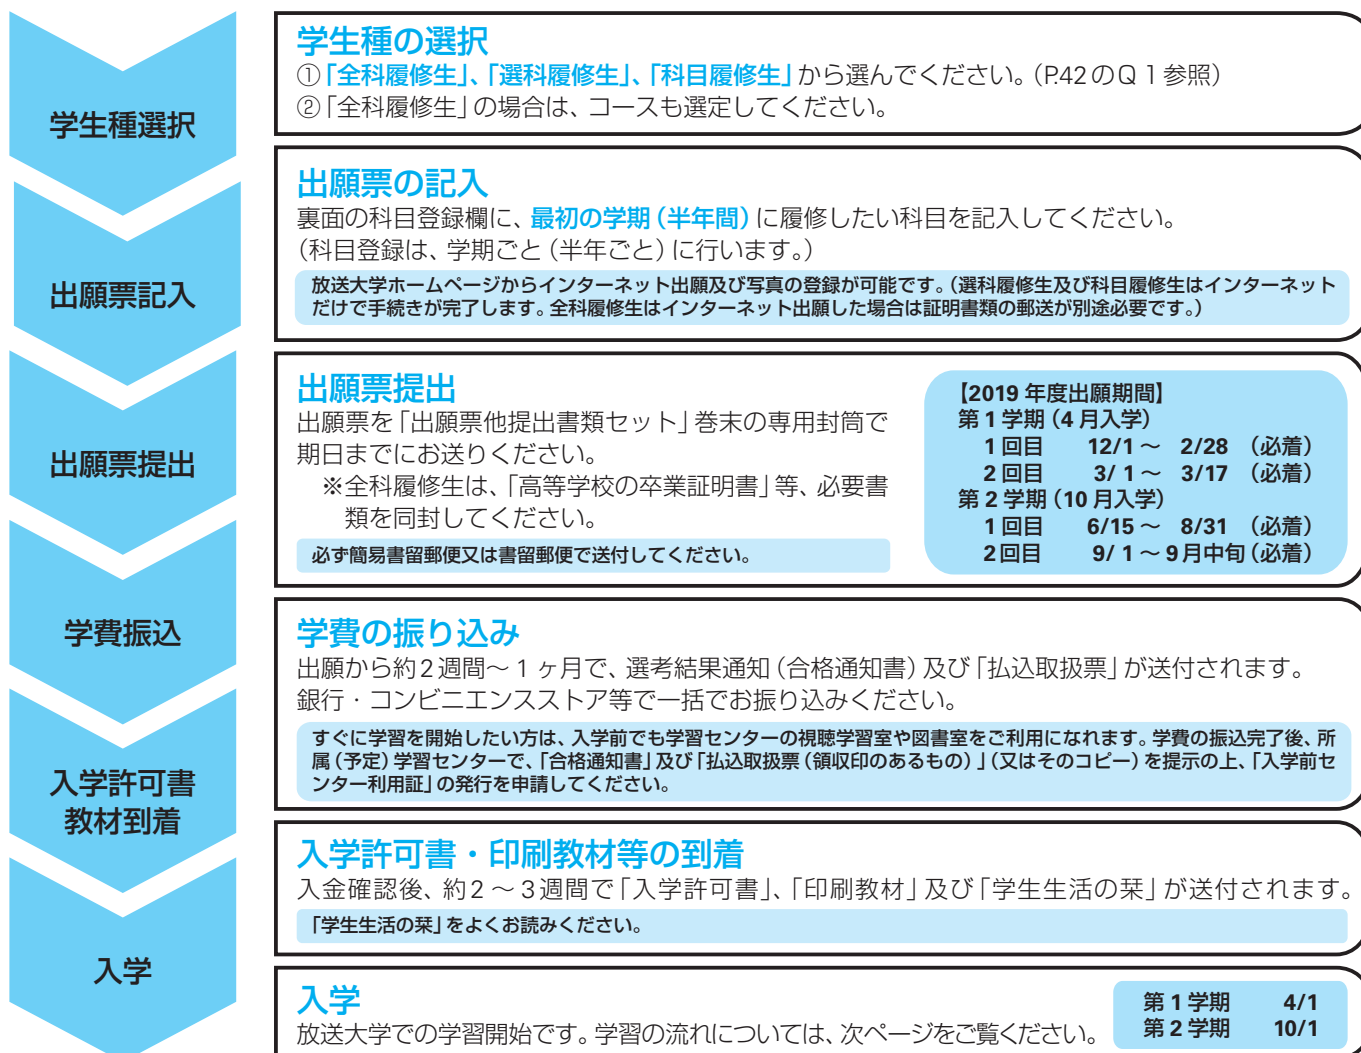 学生種選択
学生種の選択
①「全科履修生」、「選科履修生」、「科目履修生」から選んでください。（P.42のQ１参照）
②「全科履修生」の場合は、コースも選定してください。
出願票記入
出願票の記入
裏面の科目登録欄に、最初の学期（半年間）に履修したい科目を記入してください。
（科目登録は、学期ごと（半年ごと）に行います。）
放送大学ホームページからインターネット出願及び写真の登録が可能です。（選科履修生及び科目履修生はインターネット
だけで手続きが完了します。全科履修生はインターネット出願した場合は証明書類の郵送が別途必要です。）
出願票提出
出願票提出
出願票を「出願票他提出書類セット」巻末の専用封筒で
期日までにお送りください。
※全科履修生は、「高等学校の卒業証明書」等、必要書
類を同封してください。
必ず簡易書留郵便又は書留郵便で送付してください。
【2019 年度出願期間】
第 1 学期（4 月入学）
1 回目 12/1 ～ 2/28 （必着）
2 回目 3/ 1 ～ 3/17 （必着）
第 2 学期（10 月入学）
1 回目 6/15 ～ 8/31 （必着）
2 回目 9/ 1 ～ 9 月中旬（必着）
学費振込
学費の振り込み
出願から約2週間～１ヶ月で、選考結果通知（合格通知書）及び「払込取扱票」が送付されます。
銀行・コンビニエンスストア等で一括でお振り込みください。
すぐに学習を開始したい方は、入学前でも学習センターの視聴学習室や図書室をご利用になれます。学費の振込完了後、所
属（予定）学習センターで、「合格通知書」及び「払込取扱票（領収印のあるもの）」（又はそのコピー）を提示の上、「入学前セ
ンター利用証」の発行を申請してください。
入学許可書
教材到着
入学許可書・印刷教材等の到着
入金確認後、約2～3週間で「入学許可書」、「印刷教材」及び「学生生活の栞」が送付されます。
「学生生活の栞」をよくお読みください。
入学
入学
放送大学での学習開始です。学習の流れについては、次ページをご覧ください。
第 1 学期 4/1
第 2 学期 10/1